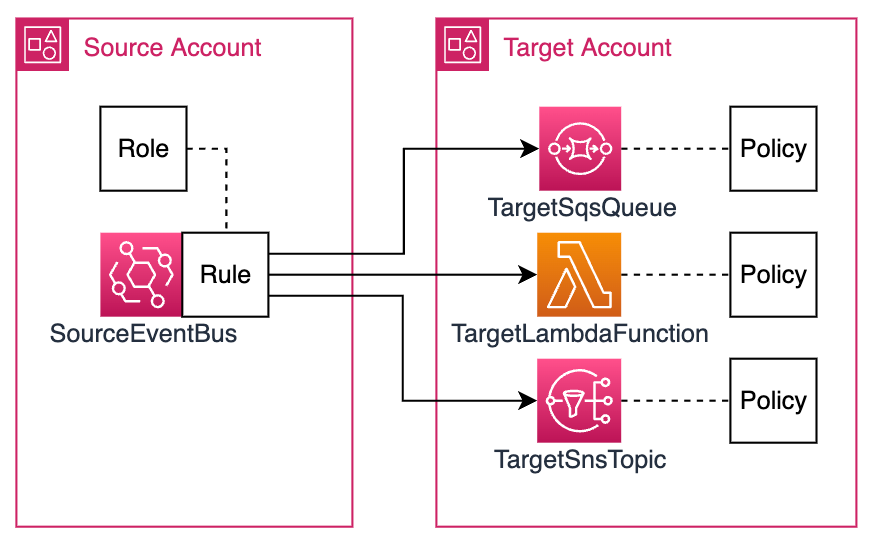 Source Account
Target Account
Role
Policy
TargetSqsQueue
Rule
SourceEventBus
Policy
TargetLambdaFunction
Policy
TargetSnsTopic